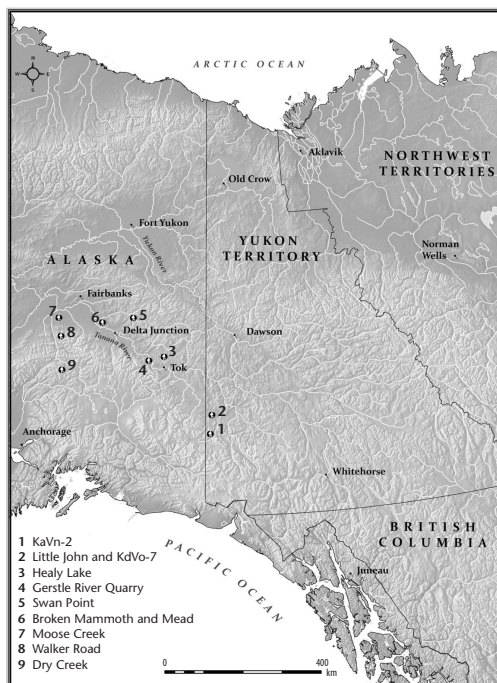 N
W
E
S
ARCTIC OCEAN
Aklavik
NORTHWEST
TERRITORIES
Old Crow
Fort Yukon
Yukon River
YUKON
TERRITORY
Norman
Wells
ALASKA
Fairbanks
7
6
5
Delta Junction
8
Tanana River
Dawson
3
4
Tok
9
2
1
Anchorage
Whitehorse
BRITISH
COLUMBIA
PACIFIC OCEAN
Juneau
1 KaVn-2
2 Little John and KdVo-7
3 Healy Lake
4 Gerstle River Quarry
5 Swan Point
6 Broken Mammoth and Mead
7 Moose Creek
8 Walker Road
9 Dry Creek
0 400
km